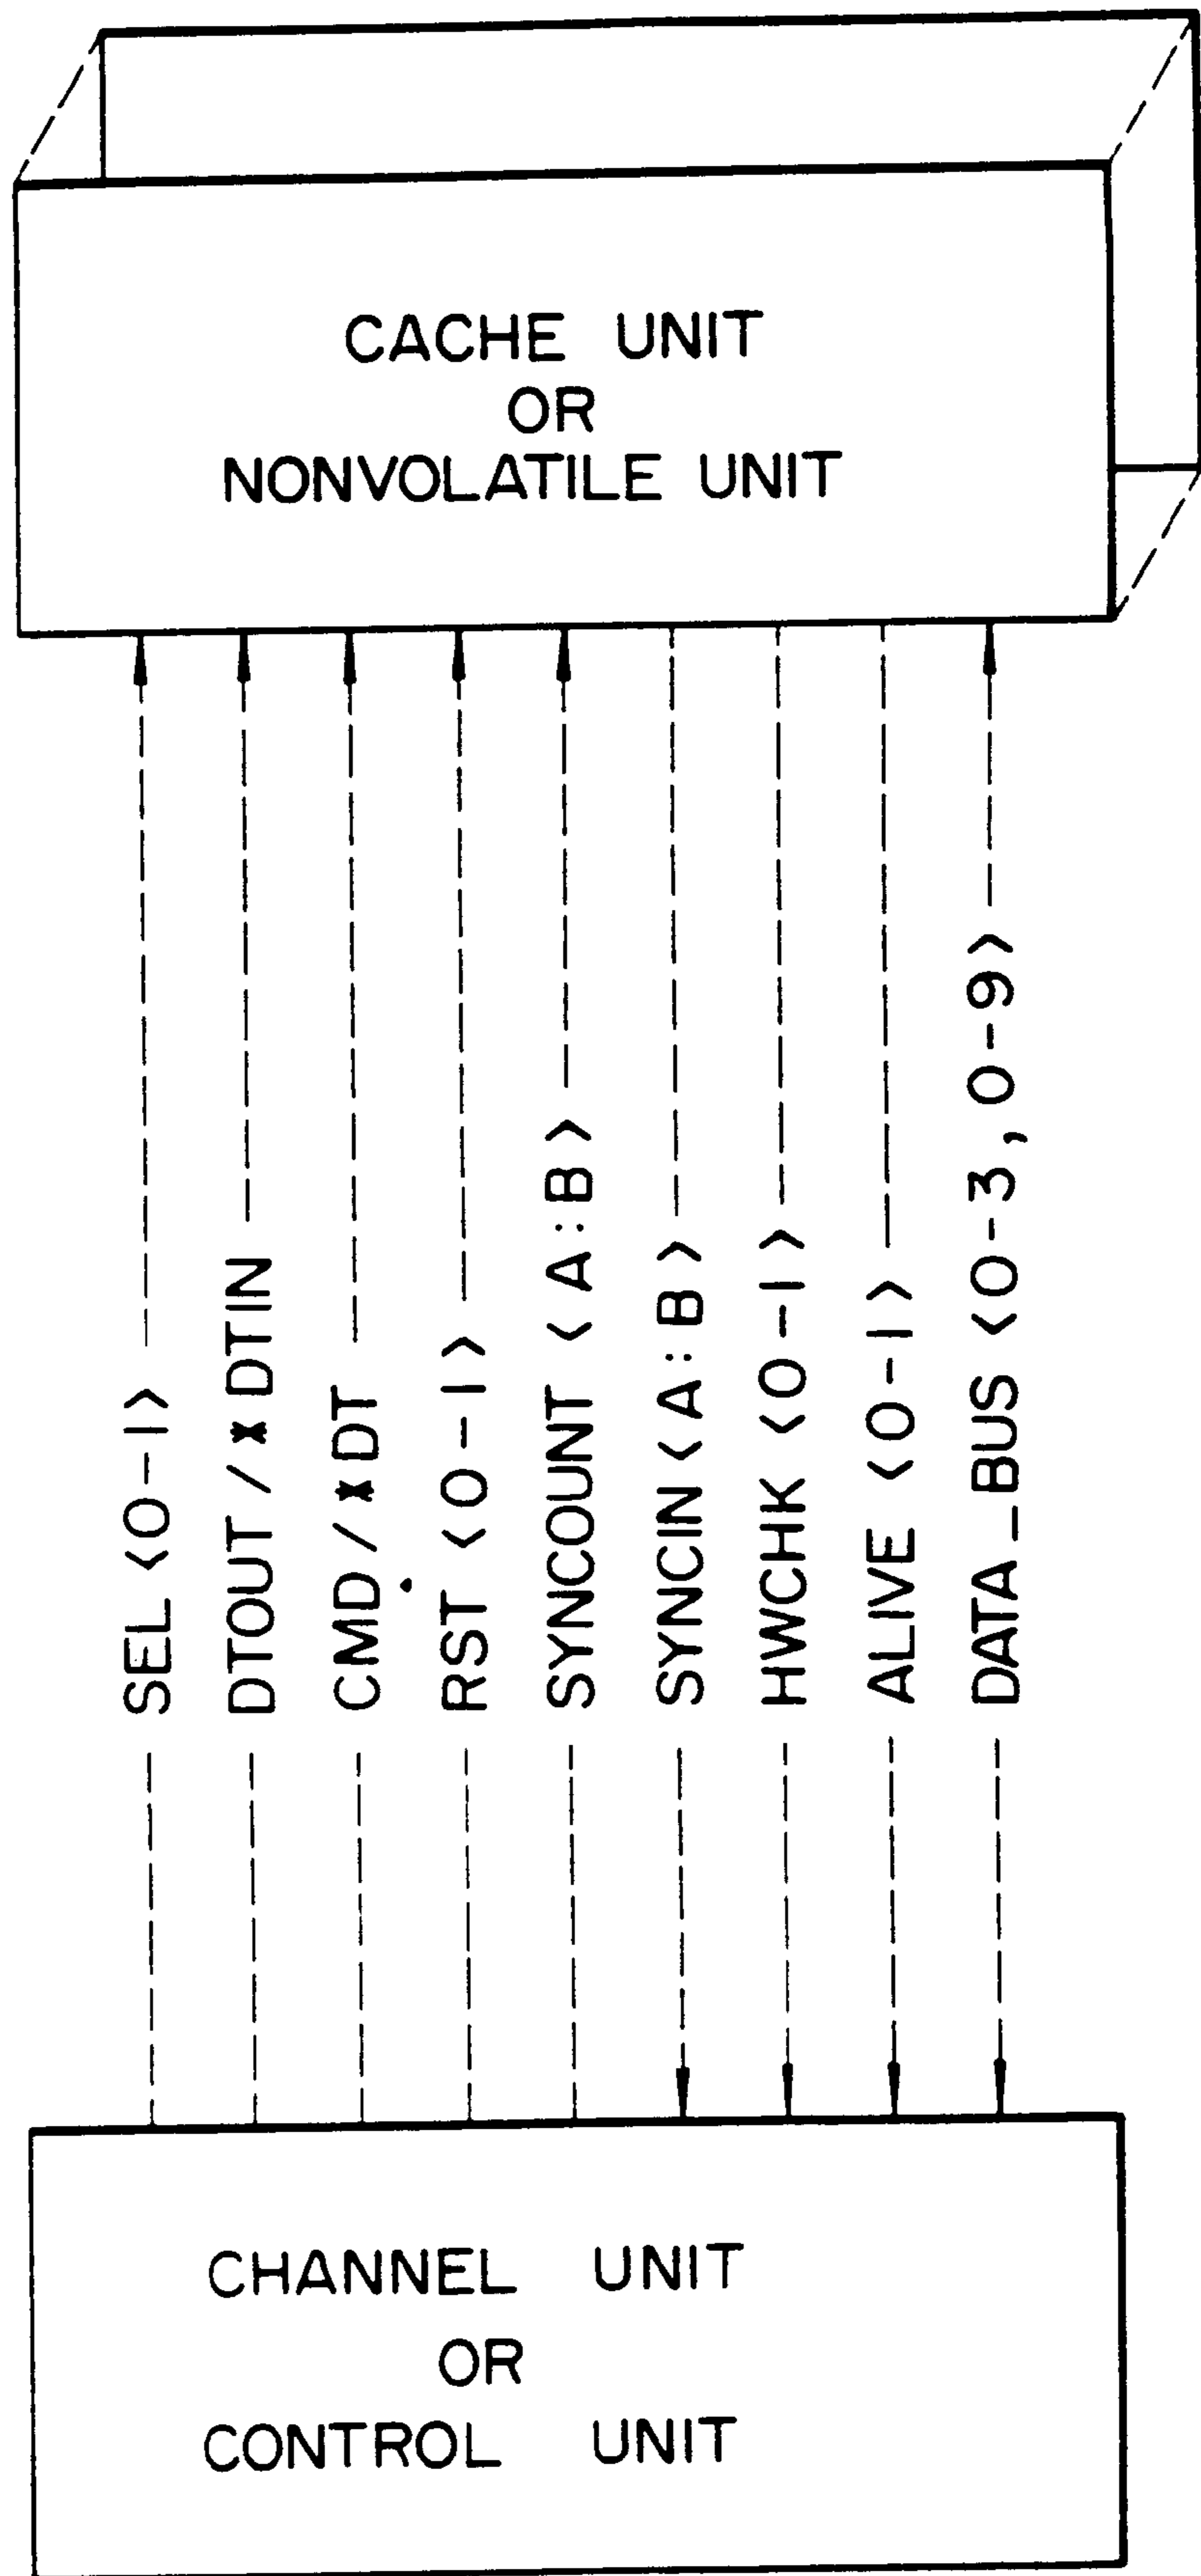 CACHE UNIT
OR
NONVOLATILE UNIT
SEL <0-1>
DTOUT / * DTIN
CMD / * DT
RST <0-1>
SYNCOUNT <A:B>
SYNCIN <A:B>
HWCHK <0-1>
ALIVE <0-1>
DATA_BUS <0-3, 0-9>
CHANNEL UNIT
OR
CONTROL UNIT